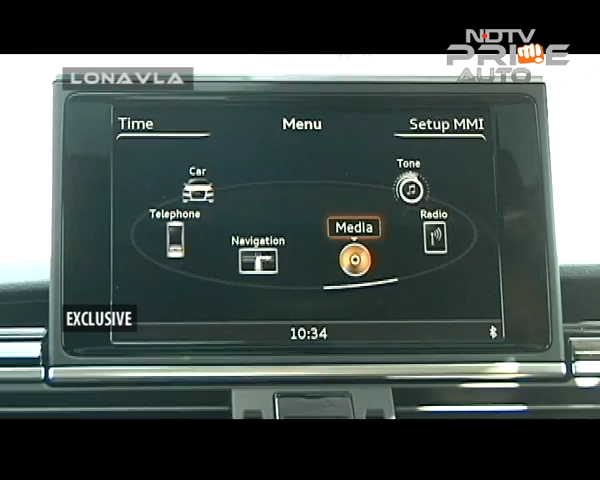 NDTV
PRIME
AUTO
LONAVLA
Time
Menu
Setup MMI
Car
Tone
Telephone
Radio
Media
Navigation
EXCLUSIVE
10:34